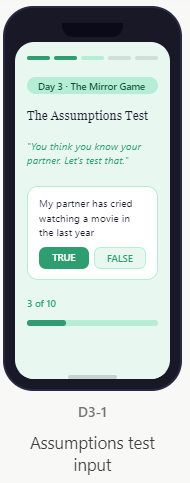 Day 3 · The Mirror Game
The Assumptions Test
"You think you know your
partner. Let's test that."
My partner has cried
watching a movie in
the last year
TRUE FALSE
3 of 10
D3-1
Assumptions test
input